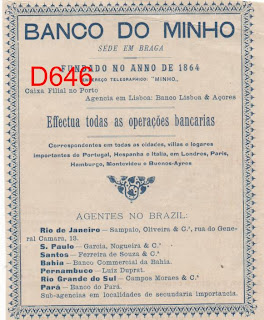 BANCO DO MINHO
SEDE EM BRAGA
FUNDADO NO ANNO DE 1864
D646
ENDEREÇO TELEGRAPHICO: "MINHO„
Caixa Filial no Porto
Agencia em Lisboa: Banco Lisboa & Açores
Effectua todas as operações bancarias
Correspondentes em todas as cidades, villas e logares
importantes de Portugal, Hespanha e Italia, em Londres, Paris,
Hamburgo, Montevideu e Buenos-Ayres
AGENTES NO BRAZIL:
Rio de Janeiro — Sampaio, Oliveira & C.ª, rua do Gene-
ral Camara, 13.
S. Paulo — Garcia, Nogueira & C.ª
Santos — Ferreira de Souza & C.ª
Bahia — Banco Commercial da Bahia.
Pernambuco — Luiz Duprat.
Rio Grande do Sul — Campos Moraes & C.ª
Pará — Banco do Pará.
Sub-agencias em localidades de secundaria importancia.